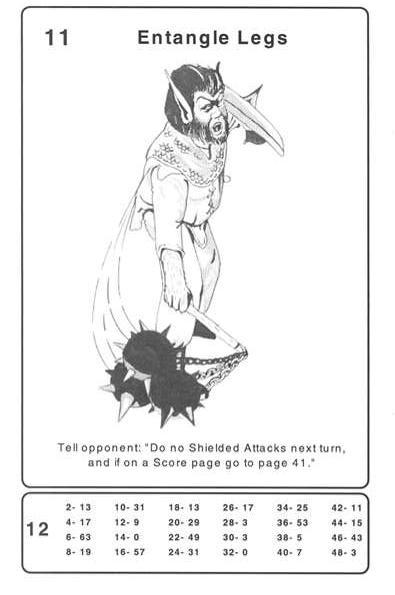 11 Entangle Legs
Tell opponent: "Do no Shielded Attacks next turn,
and if on a Score page go to page 41."
12
2- 13 10- 31 18- 13 26- 17 34- 25 42- 11
4- 17 12- 9 20- 29 28- 3 36- 53 44- 15
6- 63 14- 0 22- 49 30- 3 38- 5 46- 43
8- 19 16- 57 24- 31 32- 0 40- 7 48- 3